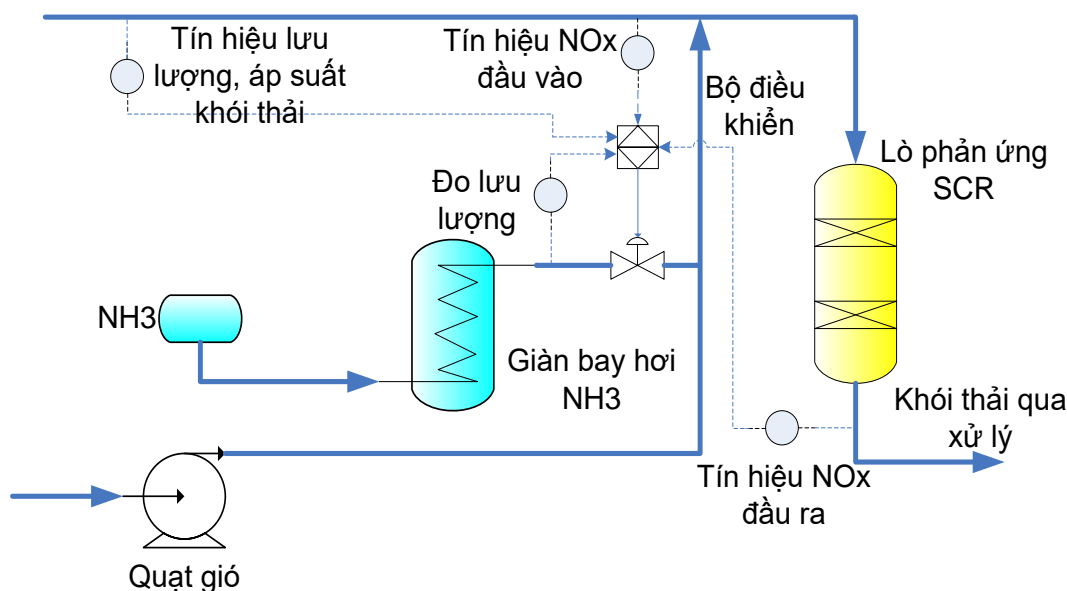 Tín hiệu lưu
lượng, áp suất
khói thải
Tín hiệu NOx
đầu vào
Bộ điều
khiển
Lò phản ứng
SCR
Đo lưu
lượng
NH3
Giàn bay hơi
NH3
Khói thải qua
xử lý
Tín hiệu NOx
đầu ra
Quạt gió